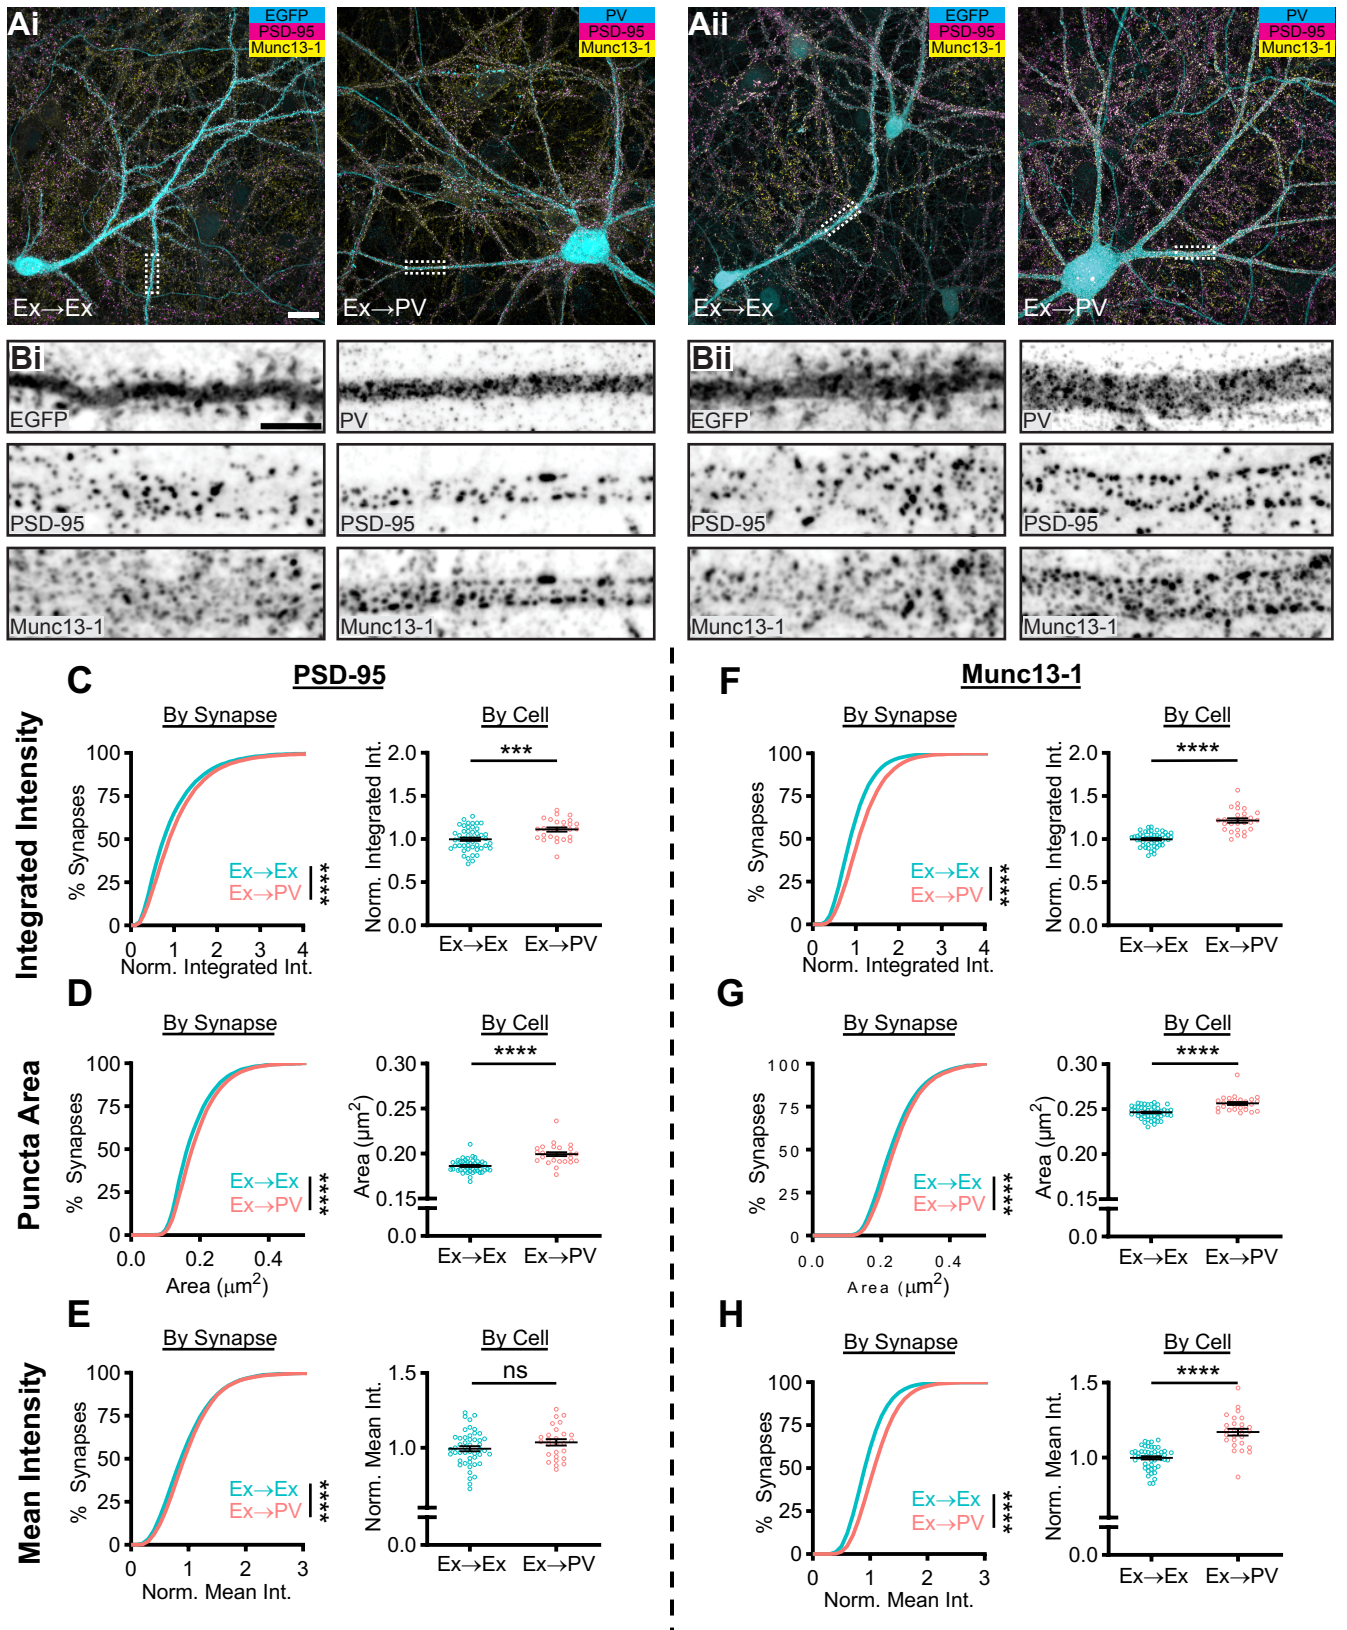 Ai
EGFP
PSD-95
Munc13-1
Ex→Ex
PV
PSD-95
Munc13-1
Ex→PV
Aii
EGFP
PSD-95
Munc13-1
Ex→Ex
PV
PSD-95
Munc13-1
Ex→PV
Bi
EGFP
PV
PSD-95
PSD-95
Munc13-1
Munc13-1
Bii
EGFP
PV
PSD-95
PSD-95
Munc13-1
Munc13-1
PSD-95
Munc13-1
Integrated Intensity
C
By Synapse
% Synapses
100
75
50
25
0
0 1 2 3 4
Norm. Integrated Int.
Ex→Ex
Ex→PV
****
By Cell
Norm. Integrated Int.
2.0
1.5
1.0
0.5
0.0
***
Ex→Ex Ex→PV
F
By Synapse
% Synapses
100
75
50
25
0
0 1 2 3 4
Norm. Integrated Int.
Ex→Ex
Ex→PV
****
By Cell
Norm. Integrated Int.
2.0
1.5
1.0
0.5
0.0
****
Ex→Ex Ex→PV
Puncta Area
D
By Synapse
% Synapses
100
75
50
25
0
0.0 0.2 0.4
Area (μm²)
Ex→Ex
Ex→PV
****
By Cell
Area (μm²)
0.30
0.25
0.20
0.15
0.0
****
Ex→Ex Ex→PV
G
By Synapse
% Synapses
100
75
50
25
0
0.0 0.2 0.4
Area (μm²)
Ex→Ex
Ex→PV
****
By Cell
Area (μm²)
0.30
0.25
0.20
0.15
0.0
****
Ex→Ex Ex→PV
Mean Intensity
E
By Synapse
% Synapses
100
75
50
25
0
0 1 2 3
Norm. Mean Int.
Ex→Ex
Ex→PV
****
By Cell
Norm. Mean Int.
1.5
1.0
0.0
ns
Ex→Ex Ex→PV
H
By Synapse
% Synapses
100
75
50
25
0
0 1 2 3
Norm. Mean Int.
Ex→Ex
Ex→PV
****
By Cell
Norm. Mean Int.
1.5
1.0
0.0
****
Ex→Ex Ex→PV